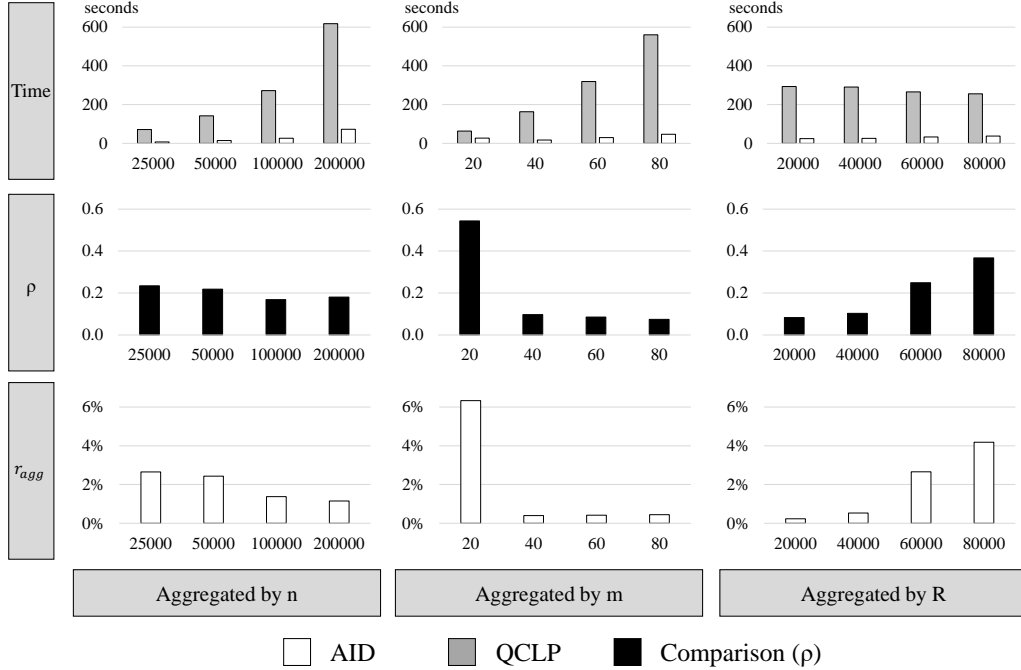 seconds seconds seconds
Time
600 600 600
400 400 400
200 200 200
0 0 0
25000 50000 100000 200000 20 40 60 80 20000 40000 60000 80000
ρ
0.6 0.6 0.6
0.4 0.4 0.4
0.2 0.2 0.2
0.0 0.0 0.0
25000 50000 100000 200000 20 40 60 80 20000 40000 60000 80000
r_agg
6% 6% 6%
4% 4% 4%
2% 2% 2%
0% 0% 0%
25000 50000 100000 200000 20 40 60 80 20000 40000 60000 80000
Aggregated by n Aggregated by m Aggregated by R
AID QCLP Comparison (ρ)